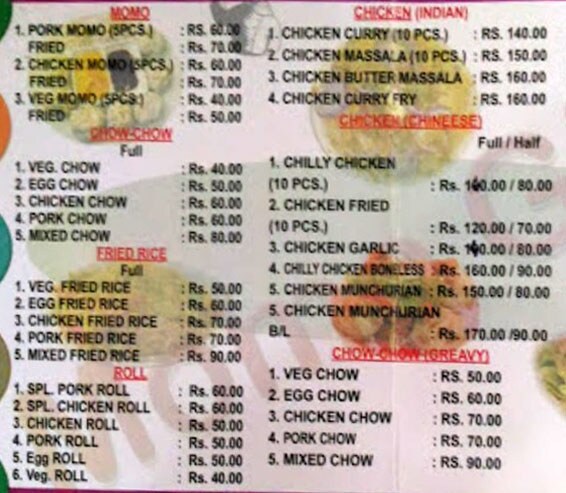 MOMO
1. PORK MOMO (5PCS.) : RS. 60.00
FRIED : RS. 70.00
2. CHICKEN MOMO (5PCS.) : RS. 60.00
FRIED : RS. 70.00
3. VEG MOMO (5PCS.) : RS. 40.00
FRIED : RS. 50.00
CHOW-CHOW
Full
1. VEG. CHOW : Rs. 40.00
2. EGG CHOW : Rs. 50.00
3. CHICKEN CHOW : Rs. 60.00
4. PORK CHOW : Rs. 60.00
5. MIXED CHOW : Rs. 80.00
FRIED RICE
Full
1. VEG. FRIED RICE : Rs. 50.00
2. EGG FRIED RICE : Rs. 60.00
3. CHICKEN FRIED RICE : Rs. 70.00
4. PORK FRIED RICE : Rs. 70.00
5. MIXED FRIED RICE : Rs. 90.00
ROLL
1. SPL. PORK ROLL : Rs. 60.00
2. SPL. CHICKEN ROLL : Rs. 60.00
3. CHICKEN ROLL : Rs. 50.00
4. PORK ROLL : Rs. 50.00
5. Egg ROLL : Rs. 50.00
6. Veg. ROLL : Rs. 40.00
CHICKEN (INDIAN)
1. CHICKEN CURRY (10 PCS.) : RS. 140.00
2. CHICKEN MASSALA (10 PCS.) : RS. 150.00
3. CHICKEN BUTTER MASSALA : RS. 160.00
4. CHICKEN CURRY FRY : RS. 160.00
CHICKEN (CHINEESE)
Full / Half
1. CHILLY CHICKEN
(10 PCS.) : Rs. / 80.00
2. CHICKEN FRIED
(10 PCS.) : Rs. 120.00 / 70.00
3. CHICKEN GARLIC : Rs. / 80.00
4. CHILLY CHICKEN BONELESS : Rs. 160.00 / 90.00
5. CHICKEN MUNCHURIAN : Rs. 150.00 / 80.00
5. CHICKEN MUNCHURIAN
B/L : Rs. 170.00 /90.00
CHOW-CHOW (GREAVY)
1. VEG CHOW : RS. 50.00
2. EGG CHOW : RS. 60.00
3. CHICKEN CHOW : RS. 70.00
4. PORK CHOW : RS. 70.00
5. MIXED CHOW : RS. 90.00